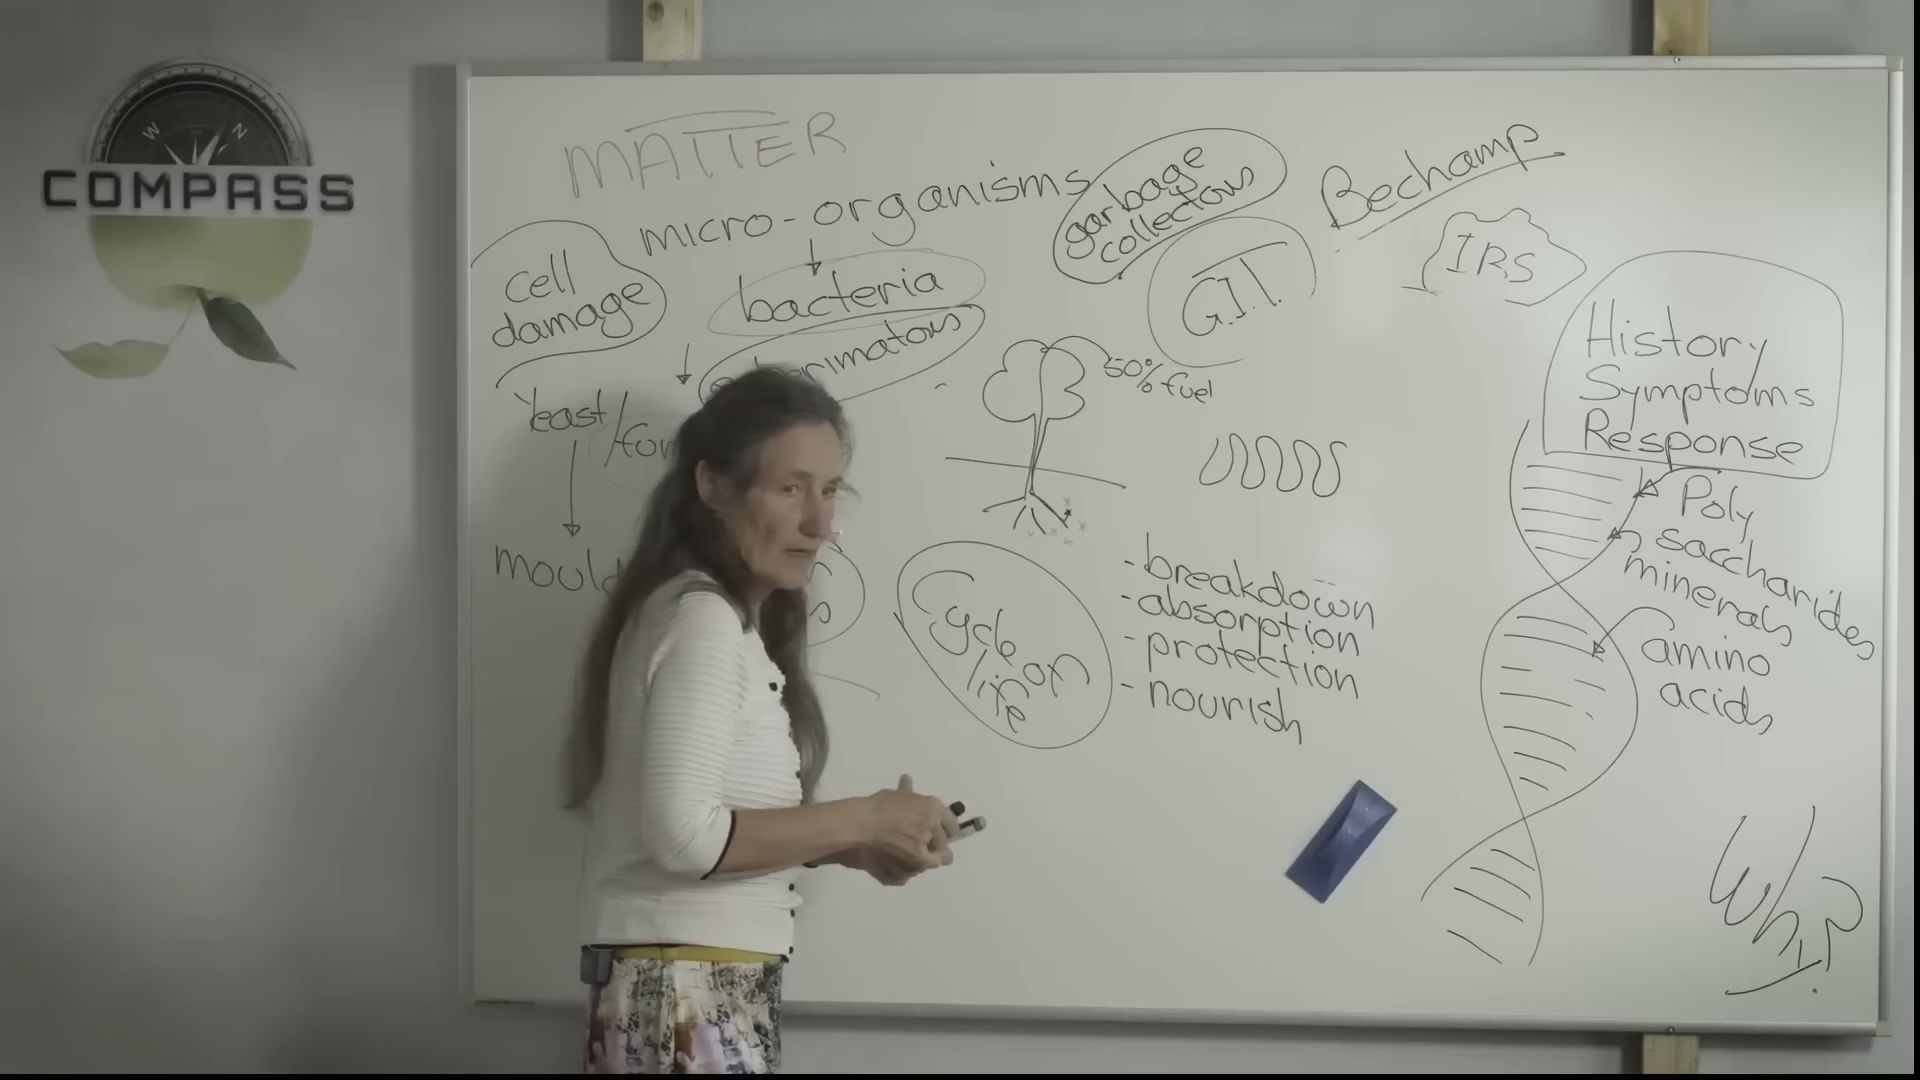 W N
COMPASS
MATTER
micro-organisms
garbage
collectors
Bechamp
cell
damage
bacteria
G.I.T.
IRS
History
Symptoms
Response
50% fuel
yeast/
mould
Poly
saccharides
minerals
amino
acids
- breakdown
- absorption
- protection
- nourish
Cycle
on
life